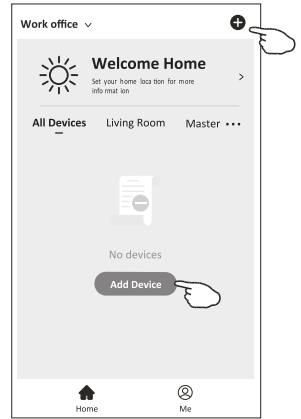 Work office
Welcome Home
Set your home loca tion for more
info rmat ion
All Devices Living Room Master
No devices
Add Device
Home Me